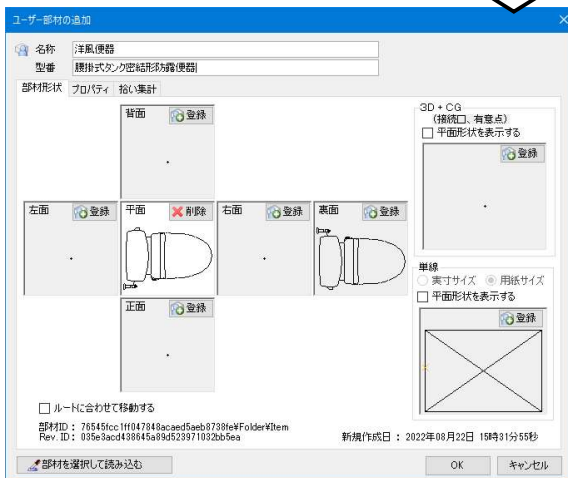 ユーザー部材の追加
名称 洋風便器
型番 腰掛式タンク密結形防露便器
部材形状 プロパティ 拾い集計
背面 登録
3D + CG
(接続口、有意点)
平面形状を表示する
登録
左面 登録 平面 削除 右面 登録 裏面 登録
単線
実寸サイズ 用紙サイズ
平面形状を表示する
登録
正面 登録
ルートに合わせて移動する
部材ID : 76545fcc1ff047848acaed5aeb8738fe¥Folder¥Item
Rev. ID : 035e3acd438645a89d523971032bb5ea
新規作成日 : 2022年08月22日 15時31分55秒
部材を選択して読み込む OK キャンセル